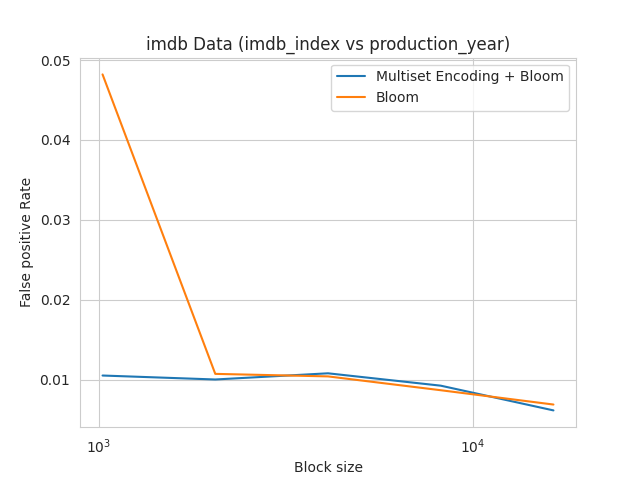 imdb Data (imdb_index vs production_year)
Multiset Encoding + Bloom
Bloom
0.05
0.04
0.03
0.02
0.01
False positive Rate
10³
10⁴
Block size